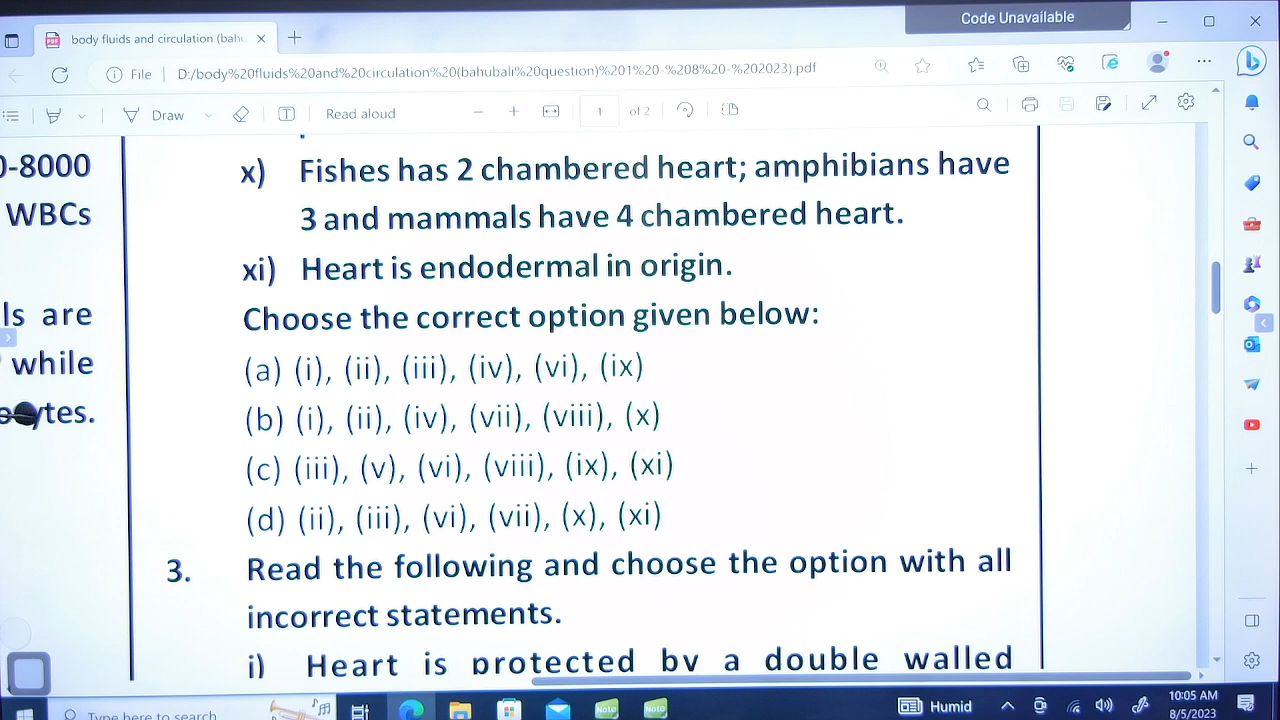 Code Unavailable
body fluids and circulation (bahu
File
D:/body%20fluids%20and%20circulation%20(bahubali%20question)%201%20-%208%20-%202023).pdf
Draw
Read aloud
1
of 2
0-8000
WBCs
ls are
while
ytes.
x) Fishes has 2 chambered heart; amphibians have
3 and mammals have 4 chambered heart.
xi) Heart is endodermal in origin.
Choose the correct option given below:
(a) (i), (ii), (iii), (iv), (vi), (ix)
(b) (i), (ii), (iv), (vii), (viii), (x)
(c) (iii), (v), (vi), (viii), (ix), (xi)
(d) (ii), (iii), (vi), (vii), (x), (xi)
3. Read the following and choose the option with all
incorrect statements.
i) Heart is protected by a double walled
Type here to search
Note
Note
Humid
10:05 AM
8/5/2023